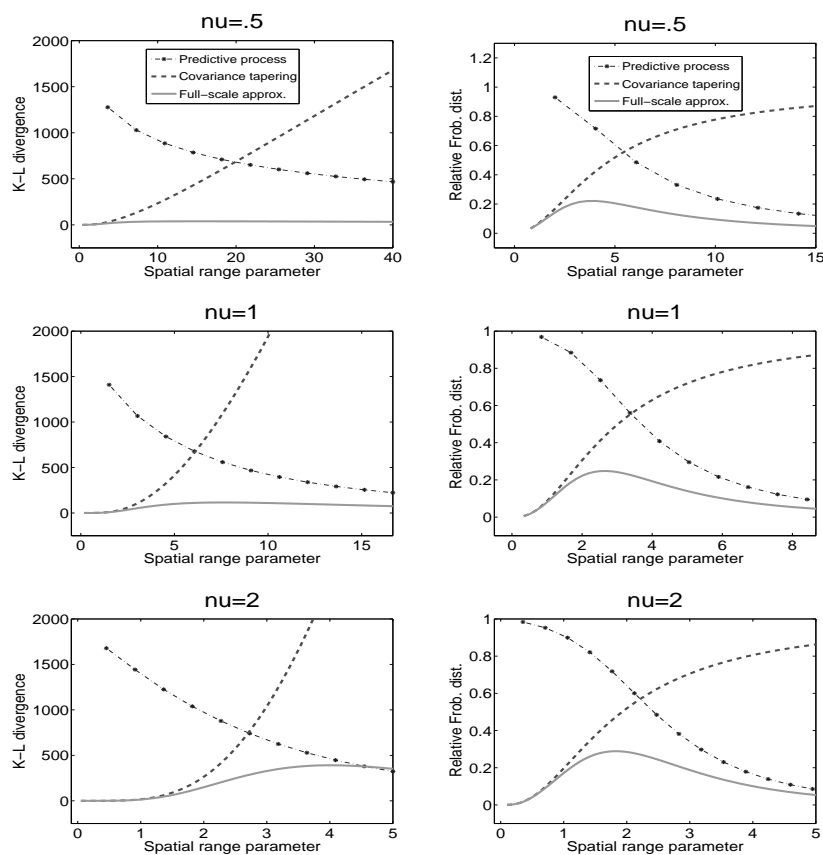 nu=.5
2000
1500
1000
500
0
K-L divergence
Predictive process
Covariance tapering
Full-scale approx.
0 10 20 30 40
Spatial range parameter
nu=.5
1.2
1
0.8
0.6
0.4
0.2
0
Relative Frob. dist.
Predictive process
Covariance tapering
Full-scale approx.
0 5 10 15
Spatial range parameter
nu=1
2000
1500
1000
500
0
K-L divergence
0 5 10 15
Spatial range parameter
nu=1
1
0.8
0.6
0.4
0.2
0
Relative Frob. dist.
0 2 4 6 8
Spatial range parameter
nu=2
2000
1500
1000
500
0
K-L divergence
0 1 2 3 4 5
Spatial range parameter
nu=2
1
0.8
0.6
0.4
0.2
0
Relative Frob. dist.
0 1 2 3 4 5
Spatial range parameter